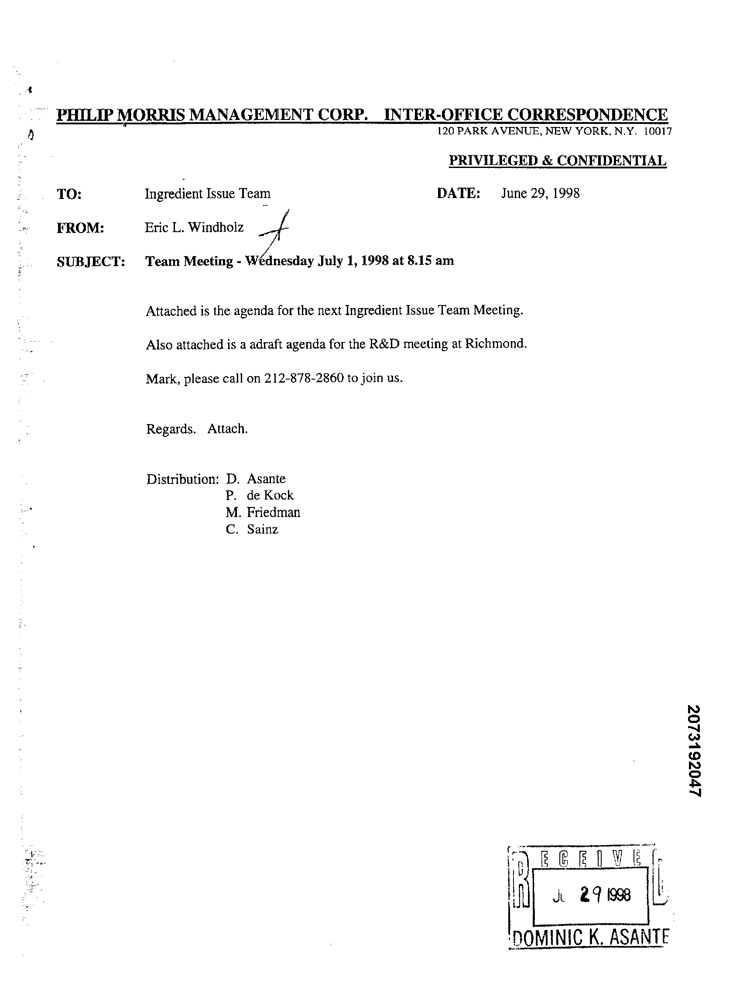 PHILIP MORRIS MANAGEMENT CORP. INTER-OFFICE CORRESPONDENCE
120 PARK AVENUE, NEW YORK, N.Y. 10017
PRIVILEGED & CONFIDENTIAL
TO: Ingredient Issue Team DATE: June 29, 1998
FROM: Eric L. Windholz
SUBJECT: Team Meeting - Wednesday July 1, 1998 at 8.15 am
Attached is the agenda for the next Ingredient Issue Team Meeting.
Also attached is a adraft agenda for the R&D meeting at Richmond.
Mark, please call on 212-878-2860 to join us.
Regards. Attach.
Distribution: D. Asante
P. de Kock
M. Friedman
C. Sainz
2073192047
RECEIVED
29 1998
DOMINIC K. ASANTE